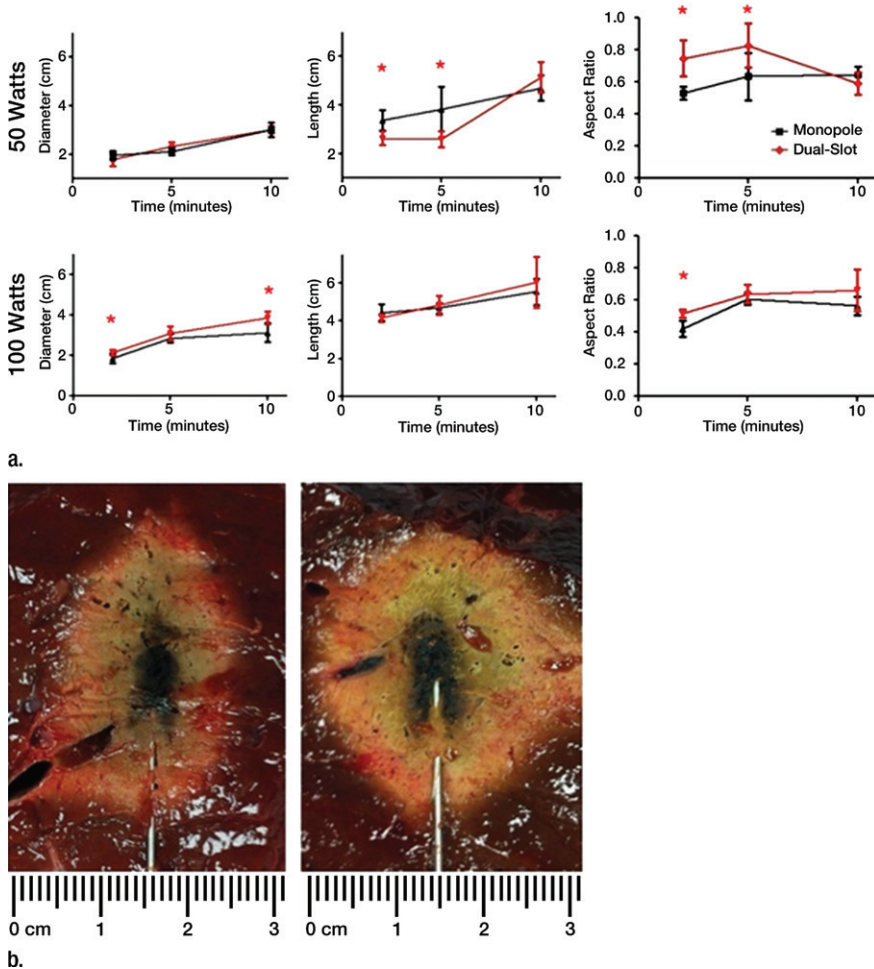 50 Watts
Diameter (cm)
6
4
2
0
5
10
Time (minutes)
Length (cm)
6
4
2
0
5
10
Time (minutes)
Aspect Ratio
1.0
0.8
0.6
0.4
0.2
0.0
0
5
10
Time (minutes)
Monopole
Dual-Slot
100 Watts
Diameter (cm)
6
4
2
0
0
5
10
Time (minutes)
Length (cm)
6
4
2
0
0
5
10
Time (minutes)
Aspect Ratio
1.0
0.8
0.6
0.4
0.2
0.0
0
5
10
Time (minutes)
a.
0 cm 1 2 3
0 cm 1 2 3
b.